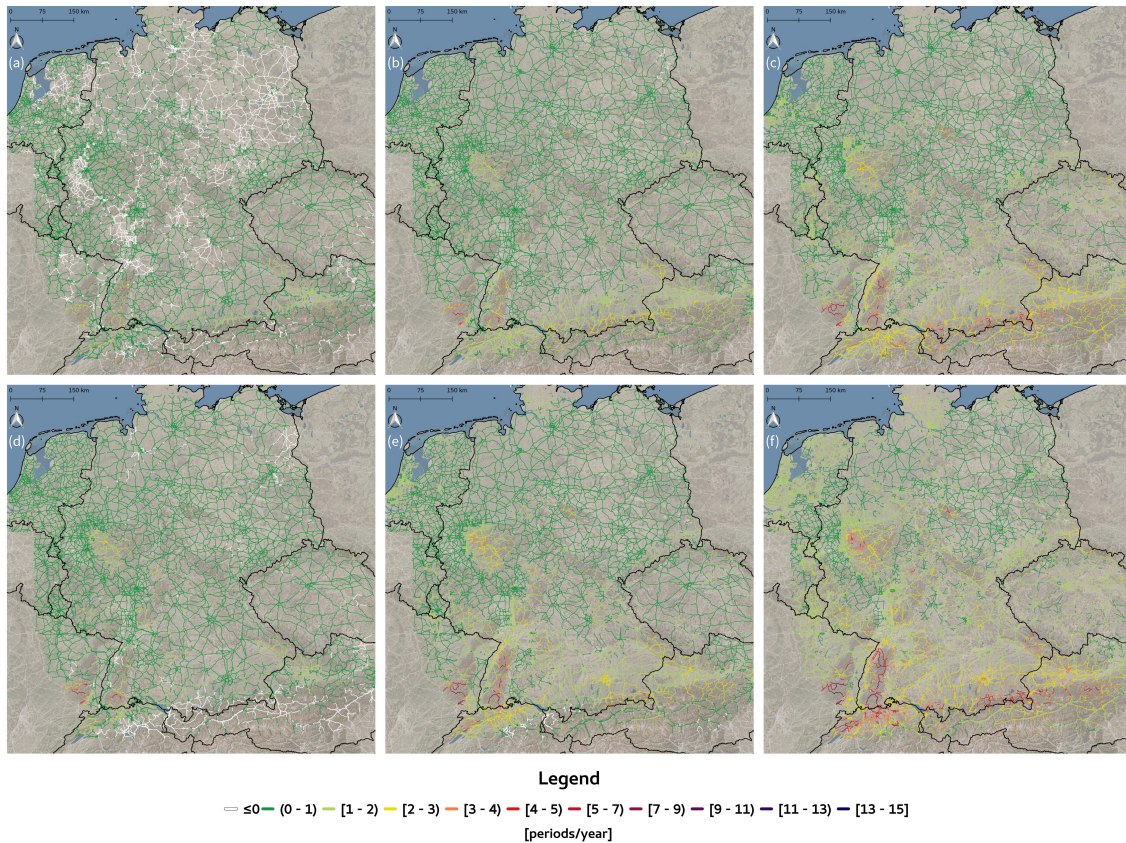 0 75 150 km
N
(a)
0 75 150 km
N
(b)
0 75 150 km
N
(c)
0 75 150 km
N
(d)
0 75 150 km
N
(e)
0 75 150 km
N
(f)
Legend
≤0 (0 - 1) [1 - 2) [2 - 3) [3 - 4) [4 - 5) [5 - 7) [7 - 9) [9 - 11) [11 - 13) [13 - 15]
[periods/year]